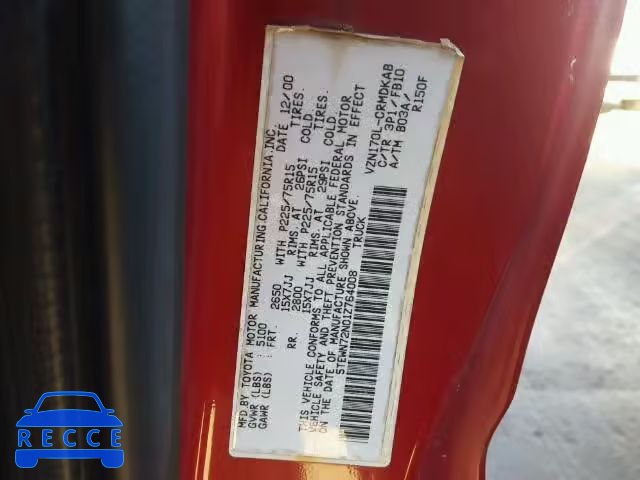 MFD BY TOYOTA MOTOR MANUFACTURING CALIFORNIA.INC
GVWR (LBS) : 5100 DATE 12/00
GAWR (LBS) FRT. 2650 WITH P225/75R15 TIRES.
15X7JJ RIMS. AT 26PSI COLD
RR. 2800 WITH P225/75R15 TIRES.
15X7JJ RIMS. AT 29PSI COLD.
THIS VEHICLE CONFORMS TO ALL APPLICABLE FEDERAL MOTOR
VEHICLE SAFETY AND THEFT PREVENTION STANDARDS IN EFFECT
ON THE DATE OF MANUFACTURE SHOWN ABOVE.
5TEWN72N01Z764008 TRUCK
VZN170L-CRMDKAB
C/TR 3P1/FB10
A/TM B03A/
R150F
RECCE